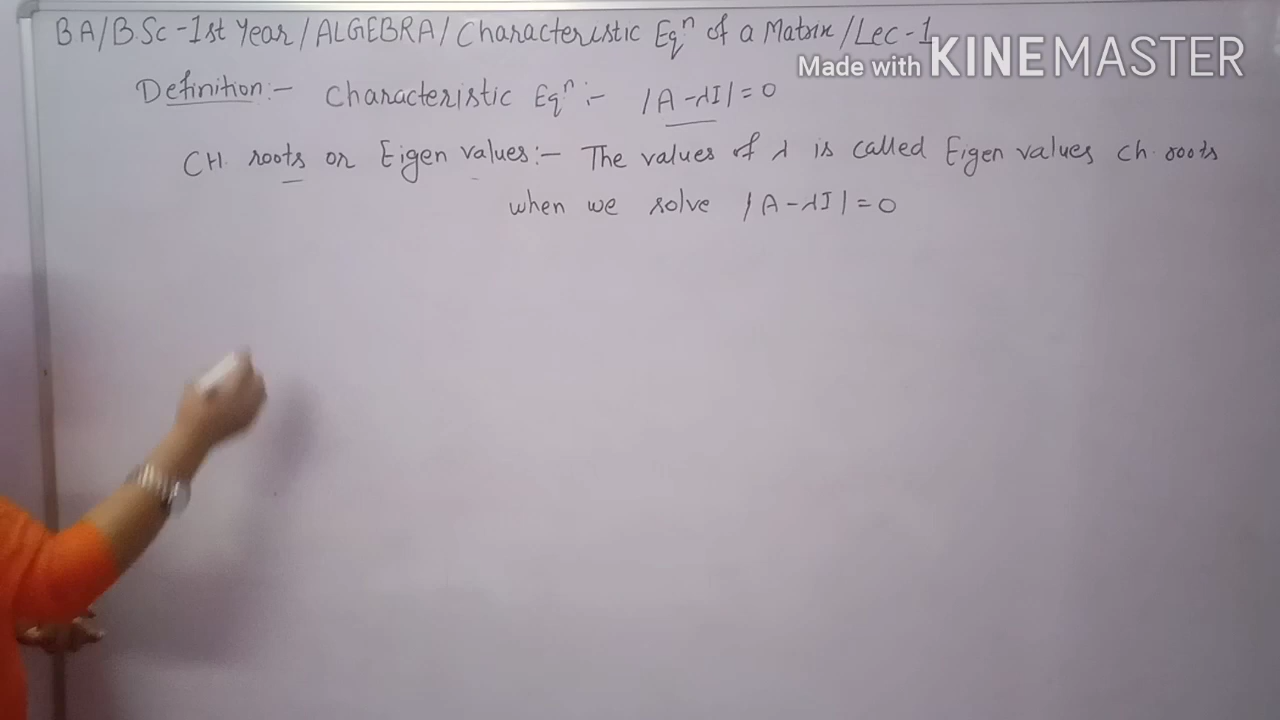 BA/B.Sc-1st Year/ALGEBRA/Characteristic Eqⁿ of a Matrix/Lec-1
Made with KINEMASTER
Definition:- Characteristic Eqⁿ:- |A-λI|=0
CH. roots or Eigen values:- The values of λ is called Eigen values ch. roots
when we solve |A-λI|=0